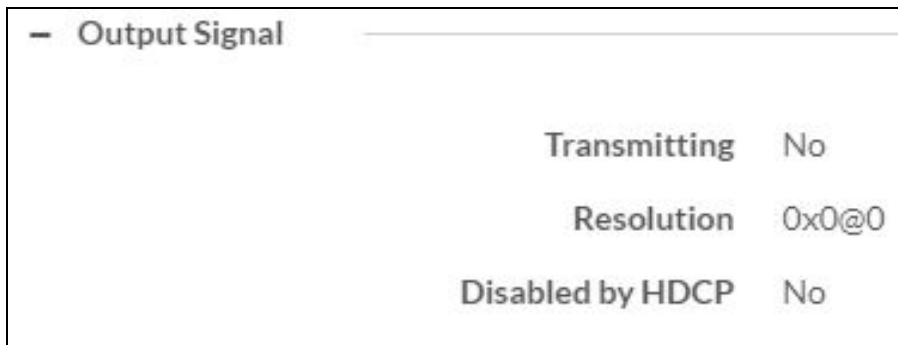 – Output Signal
Transmitting No
Resolution 0x0@0
Disabled by HDCP No